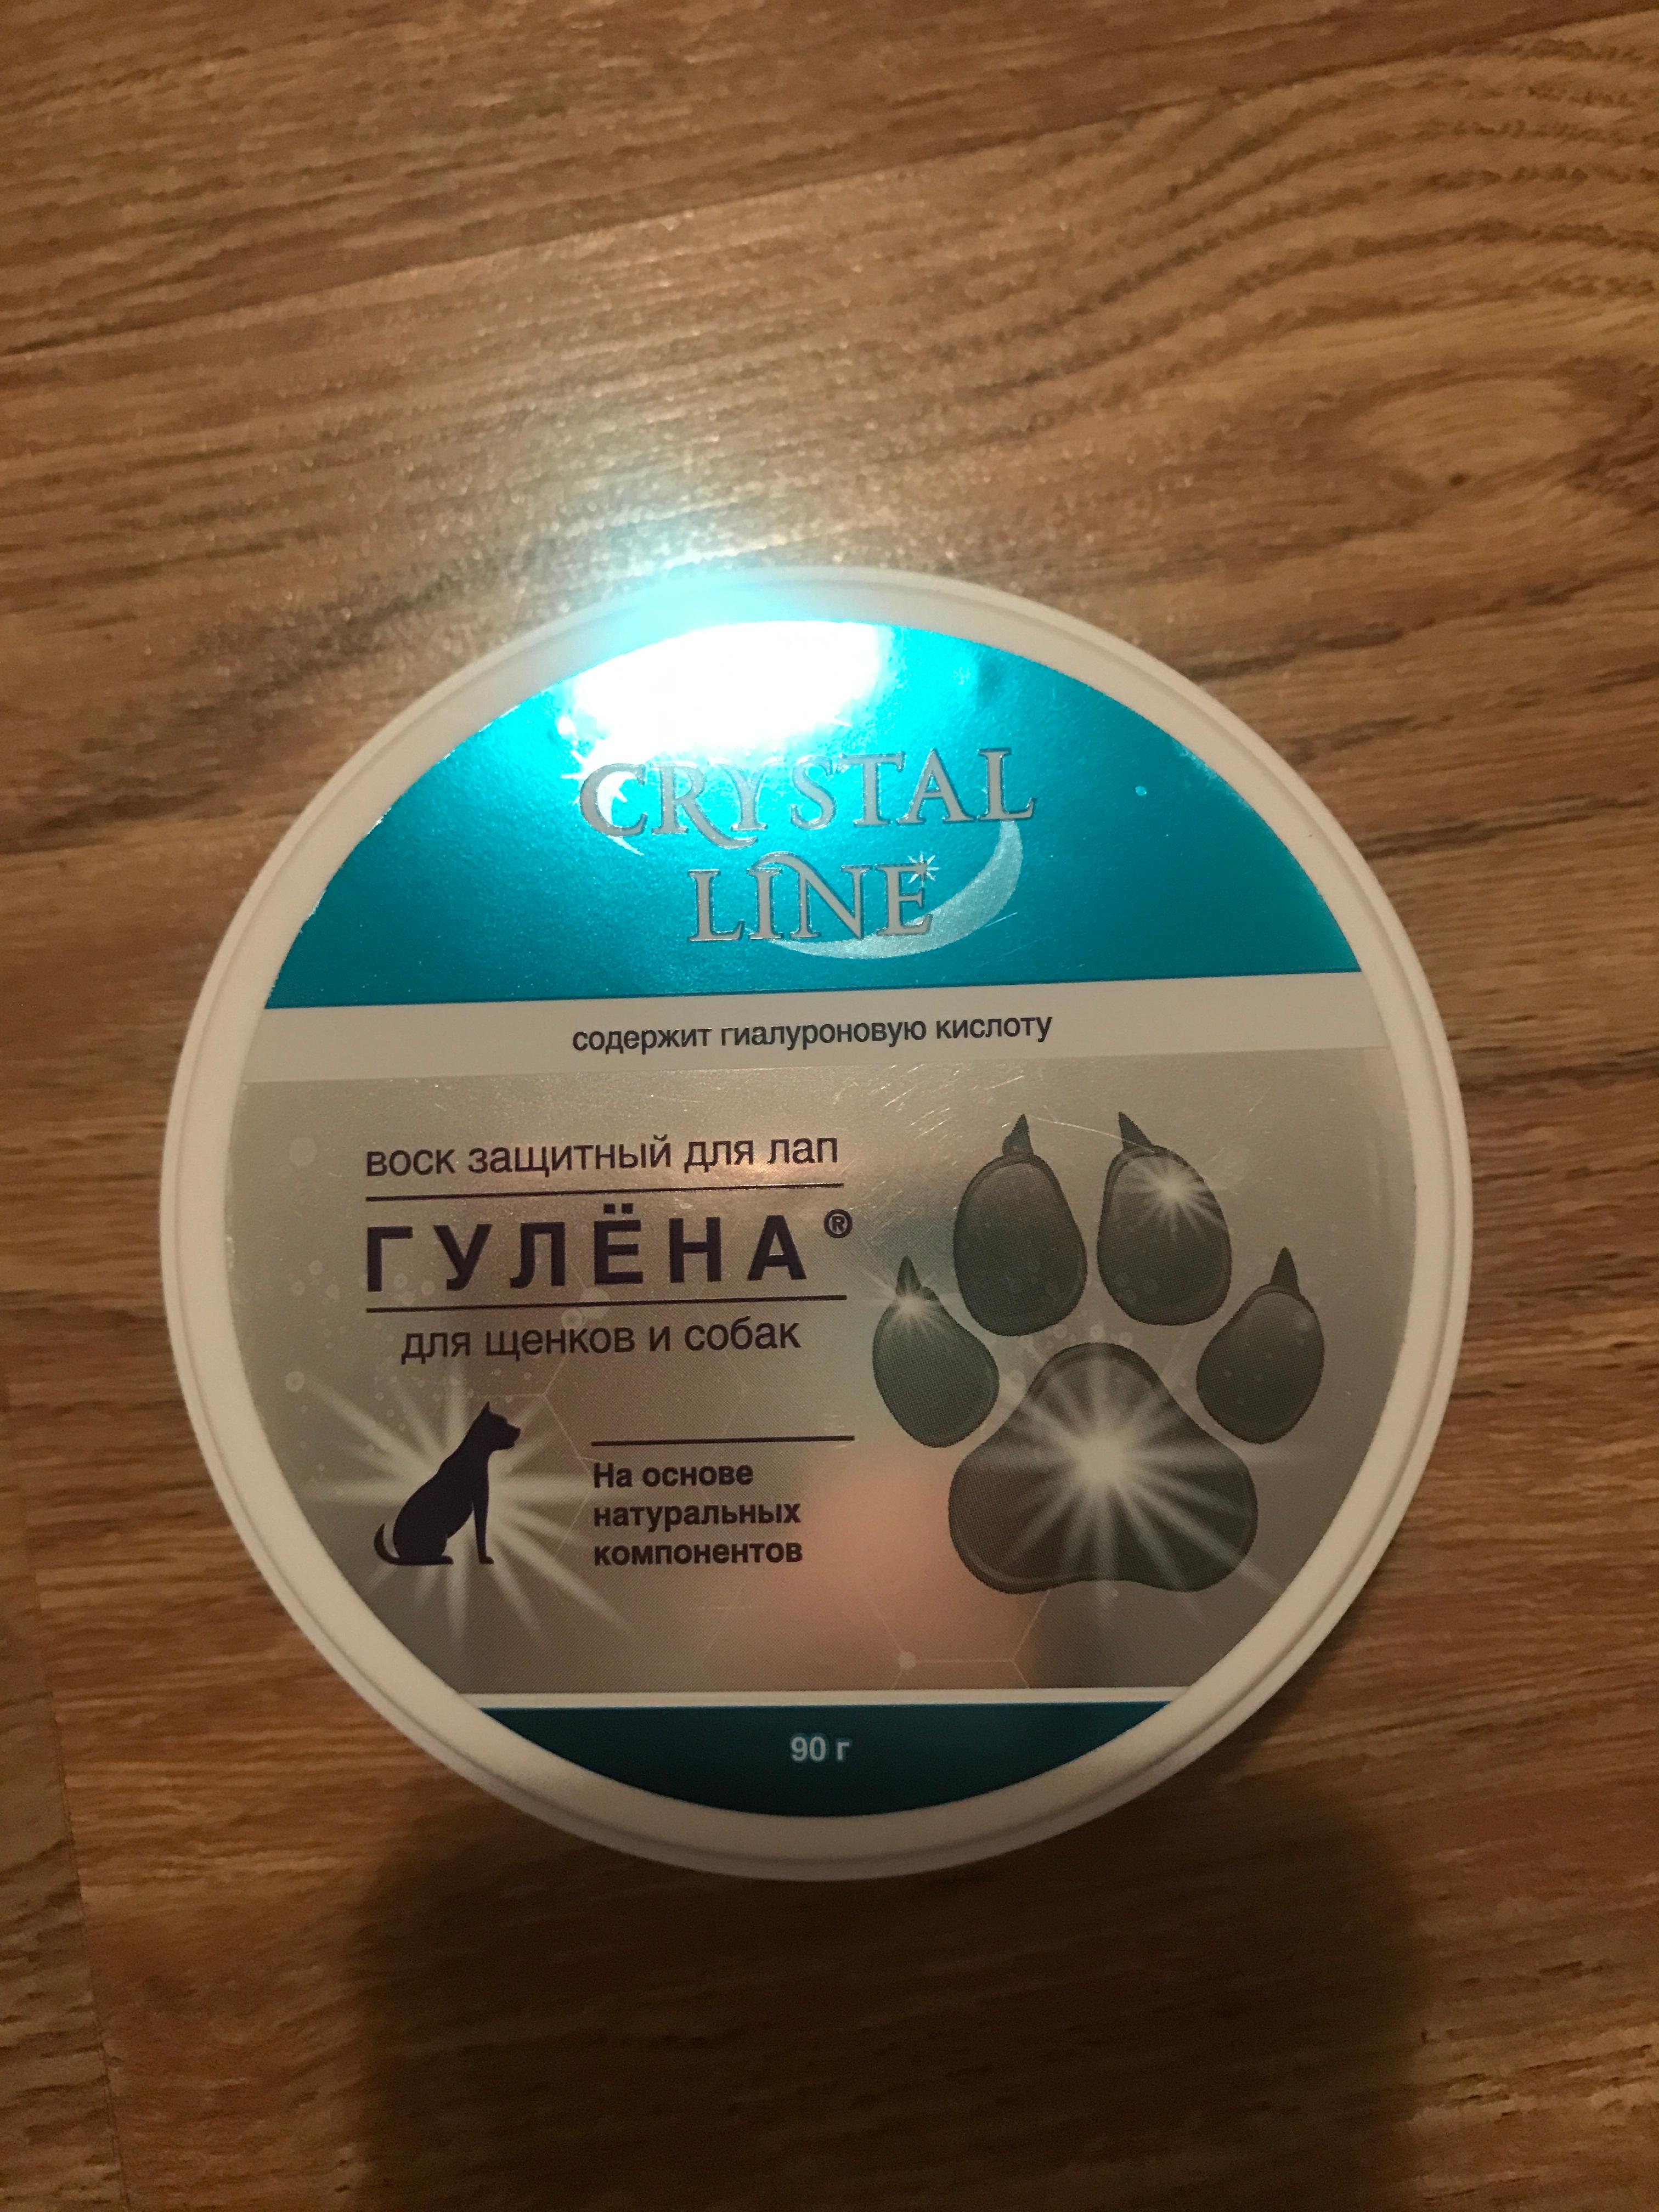 CRYSTAL
LINE
содержит гиалуроновую кислоту
воск защитный для лап
ГУЛЁНА®
для щенков и собак
На основе
натуральных
компонентов
90 г